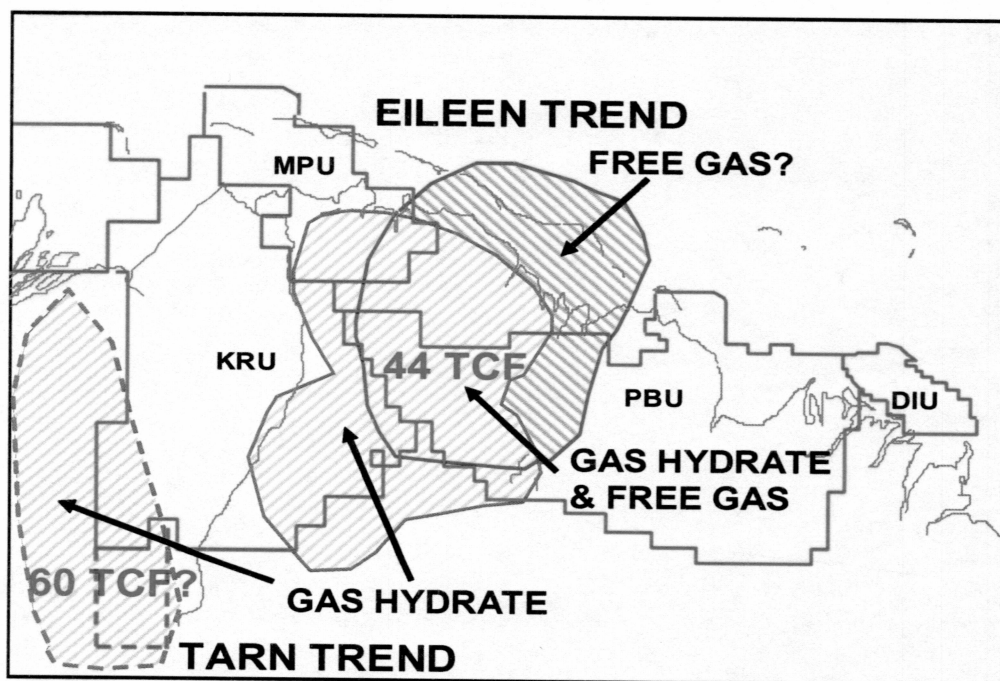 EILEEN TREND
MPU
FREE GAS?
KRU
44 TCF
PBU
DIU
GAS HYDRATE
& FREE GAS
60 TCF?
GAS HYDRATE
TARN TREND